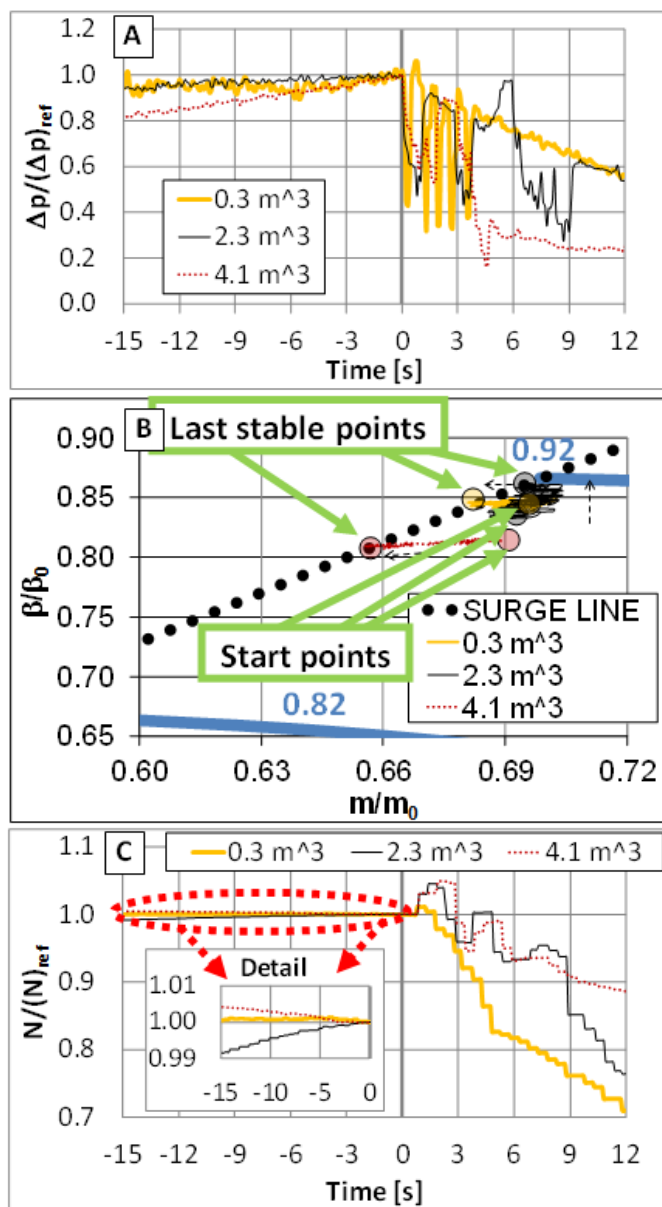 A
1.2
1.0
0.8
0.6
0.4
0.2
0.0
Δp/(Δp)ref
0.3 m^3
2.3 m^3
4.1 m^3
-15 -12 -9 -6 -3 0 3 6 9 12
Time [s]
B
0.90
0.85
0.80
0.75
0.70
0.65
β/β0
Last stable points
0.92
Start points
0.82
SURGE LINE
0.3 m^3
2.3 m^3
4.1 m^3
0.60 0.63 0.66 0.69 0.72
m/m0
C
0.3 m^3 2.3 m^3 4.1 m^3
1.1
1.0
0.9
0.8
0.7
N/(N)ref
Detail
1.01
1.00
0.99
-15 -10 -5 0
-15 -12 -9 -6 -3 0 3 6 9 12
Time [s]